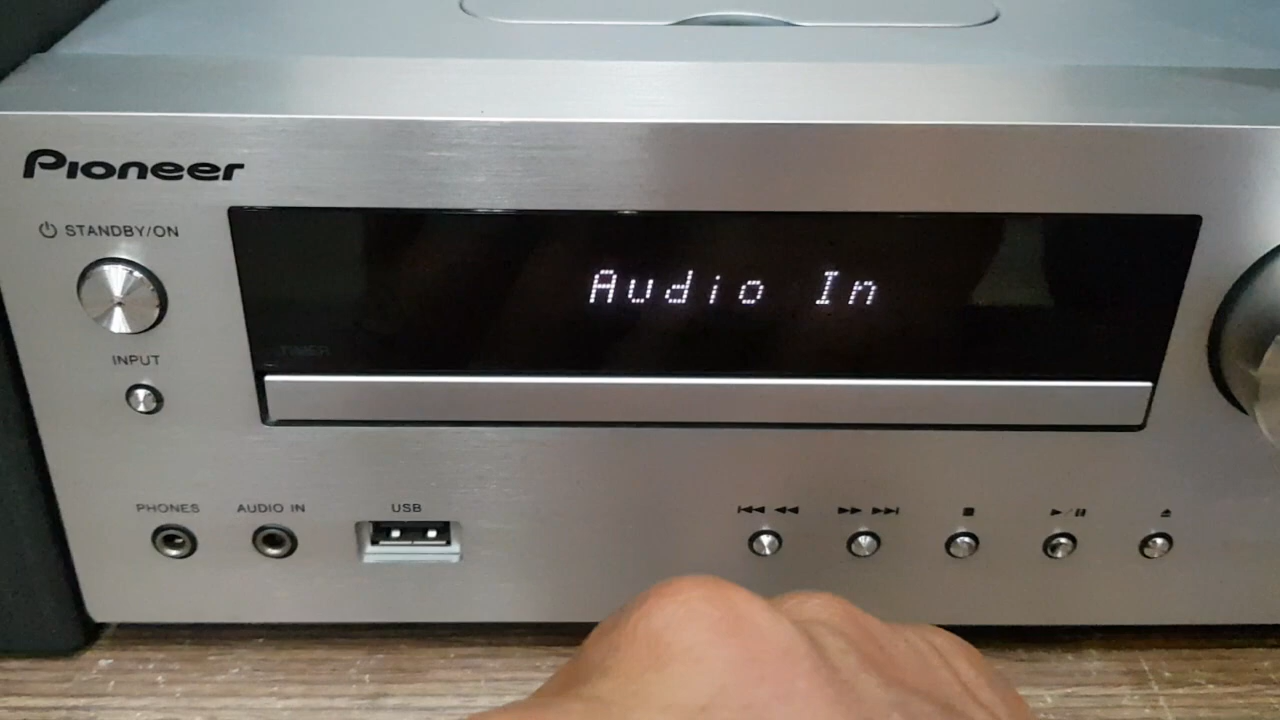 Pioneer
STANDBY/ON
Audio In
TIMER
INPUT
PHONES
AUDIO IN
USB